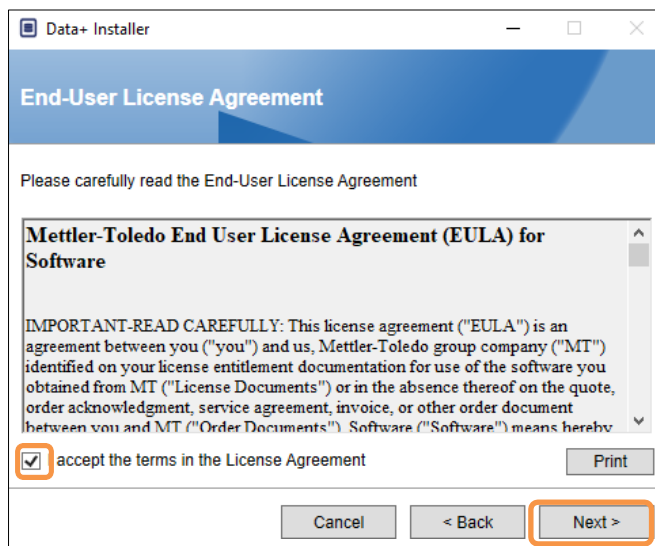 Data+ Installer
End-User License Agreement
Please carefully read the End-User License Agreement
Mettler-Toledo End User License Agreement (EULA) for
Software
IMPORTANT-READ CAREFULLY: This license agreement ("EULA") is an
agreement between you ("you") and us, Mettler-Toledo group company ("MT")
identified on your license entitlement documentation for use of the software you
obtained from MT ("License Documents") or in the absence thereof on the quote,
order acknowledgment, service agreement, invoice, or other order document
between you and MT ("Order Documents"). Software ("Software") means hereby
accept the terms in the License Agreement
Print
Cancel
< Back
Next >